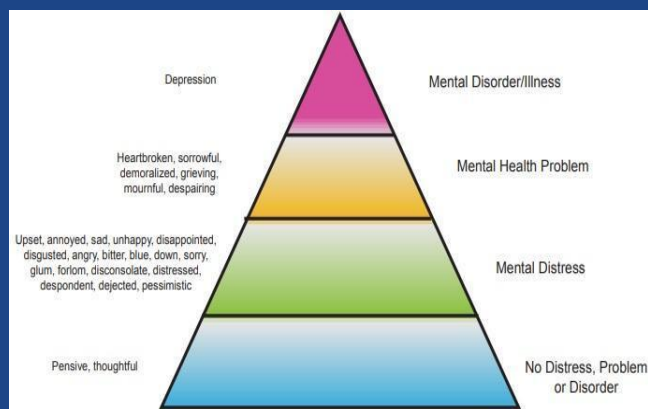 Depression
Mental Disorder/Illness
Heartbroken, sorrowful,
demoralized, grieving,
mournful, despairing
Mental Health Problem
Upset, annoyed, sad, unhappy, disappointed,
disgusted, angry, bitter, blue, down, sorry,
glum, forlom, disconsolate, distressed,
despondent, dejected, pessimistic
Mental Distress
Pensive, thoughtful
No Distress, Problem
or Disorder